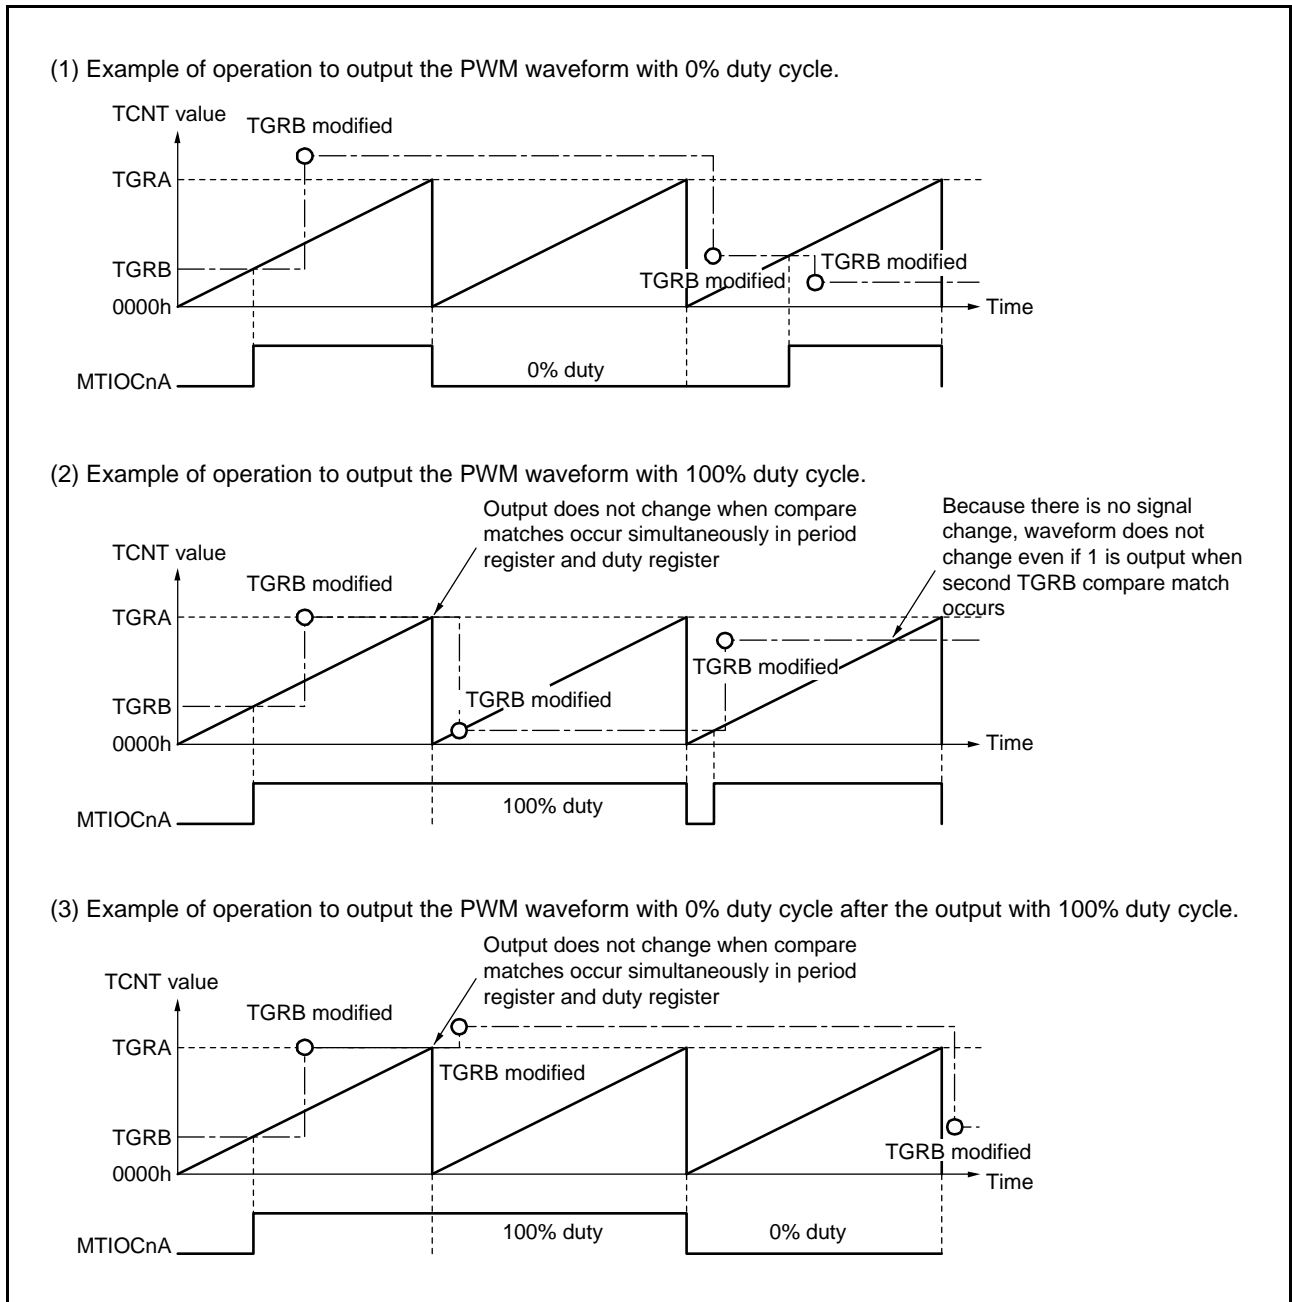 (1) Example of operation to output the PWM waveform with 0% duty cycle.
TCNT value
TGRB modified
TGRA
TGRB
TGRB modified
TGRB modified
0000h
Time
0% duty
MTIOCnA
(2) Example of operation to output the PWM waveform with 100% duty cycle.
Output does not change when compare
matches occur simultaneously in period
register and duty register
Because there is no signal
change, waveform does not
change even if 1 is output when
second TGRB compare match
occurs
TCNT value
TGRB modified
TGRA
TGRB modified
TGRB modified
TGRB
0000h
Time
100% duty
MTIOCnA
(3) Example of operation to output the PWM waveform with 0% duty cycle after the output with 100% duty cycle.
Output does not change when compare
matches occur simultaneously in period
register and duty register
TCNT value
TGRB modified
TGRA
TGRB modified
TGRB
TGRB modified
0000h
Time
100% duty
0% duty
MTIOCnA